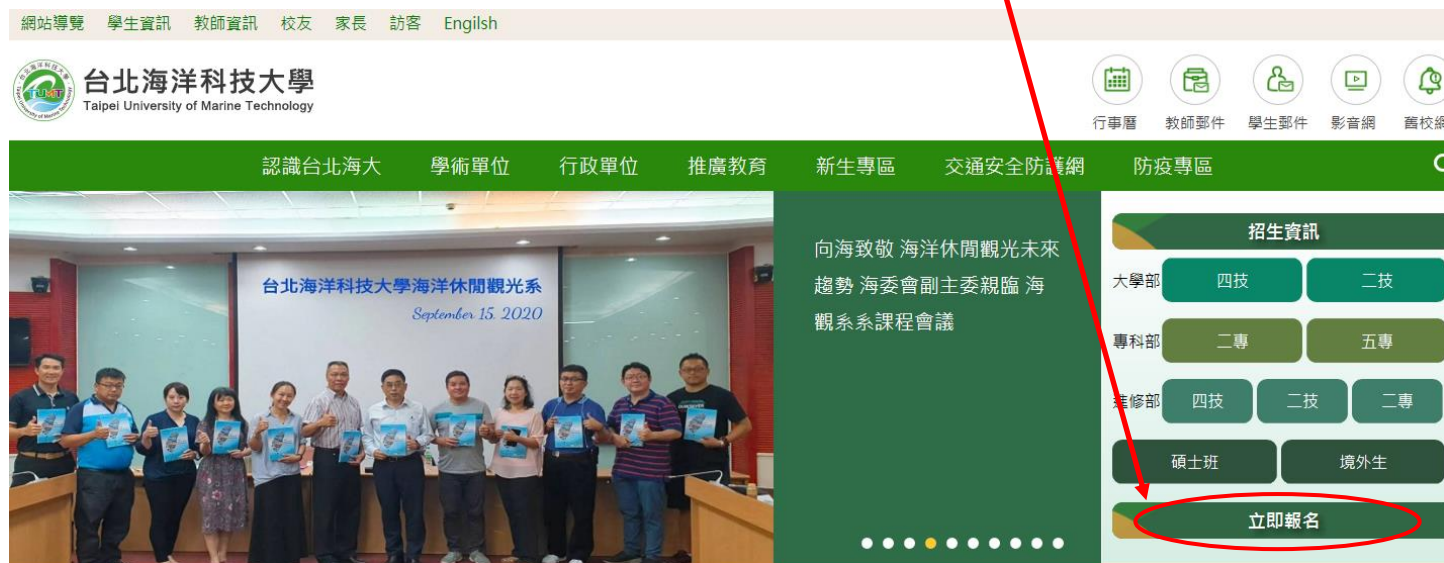 網站導覽 學生資訊 教師資訊 校友 家長 訪客 Engilsh
台北海洋科技大學
Taipei University of Marine Technology
TUMT
行事曆 教師郵件 學生郵件 影音網 舊校網
認識台北海大 學術單位 行政單位 推廣教育 新生專區 交通安全防護網 防疫專區
台北海洋科技大學海洋休閒觀光系
September 15. 2020
向海致敬 海洋休閒觀光未來
趨勢 海委會副主委親臨 海
觀系系課程會議
招生資訊
大學部 四技 二技
專科部 二專 五專
進修部 四技 二技 二專
碩士班 境外生
立即報名